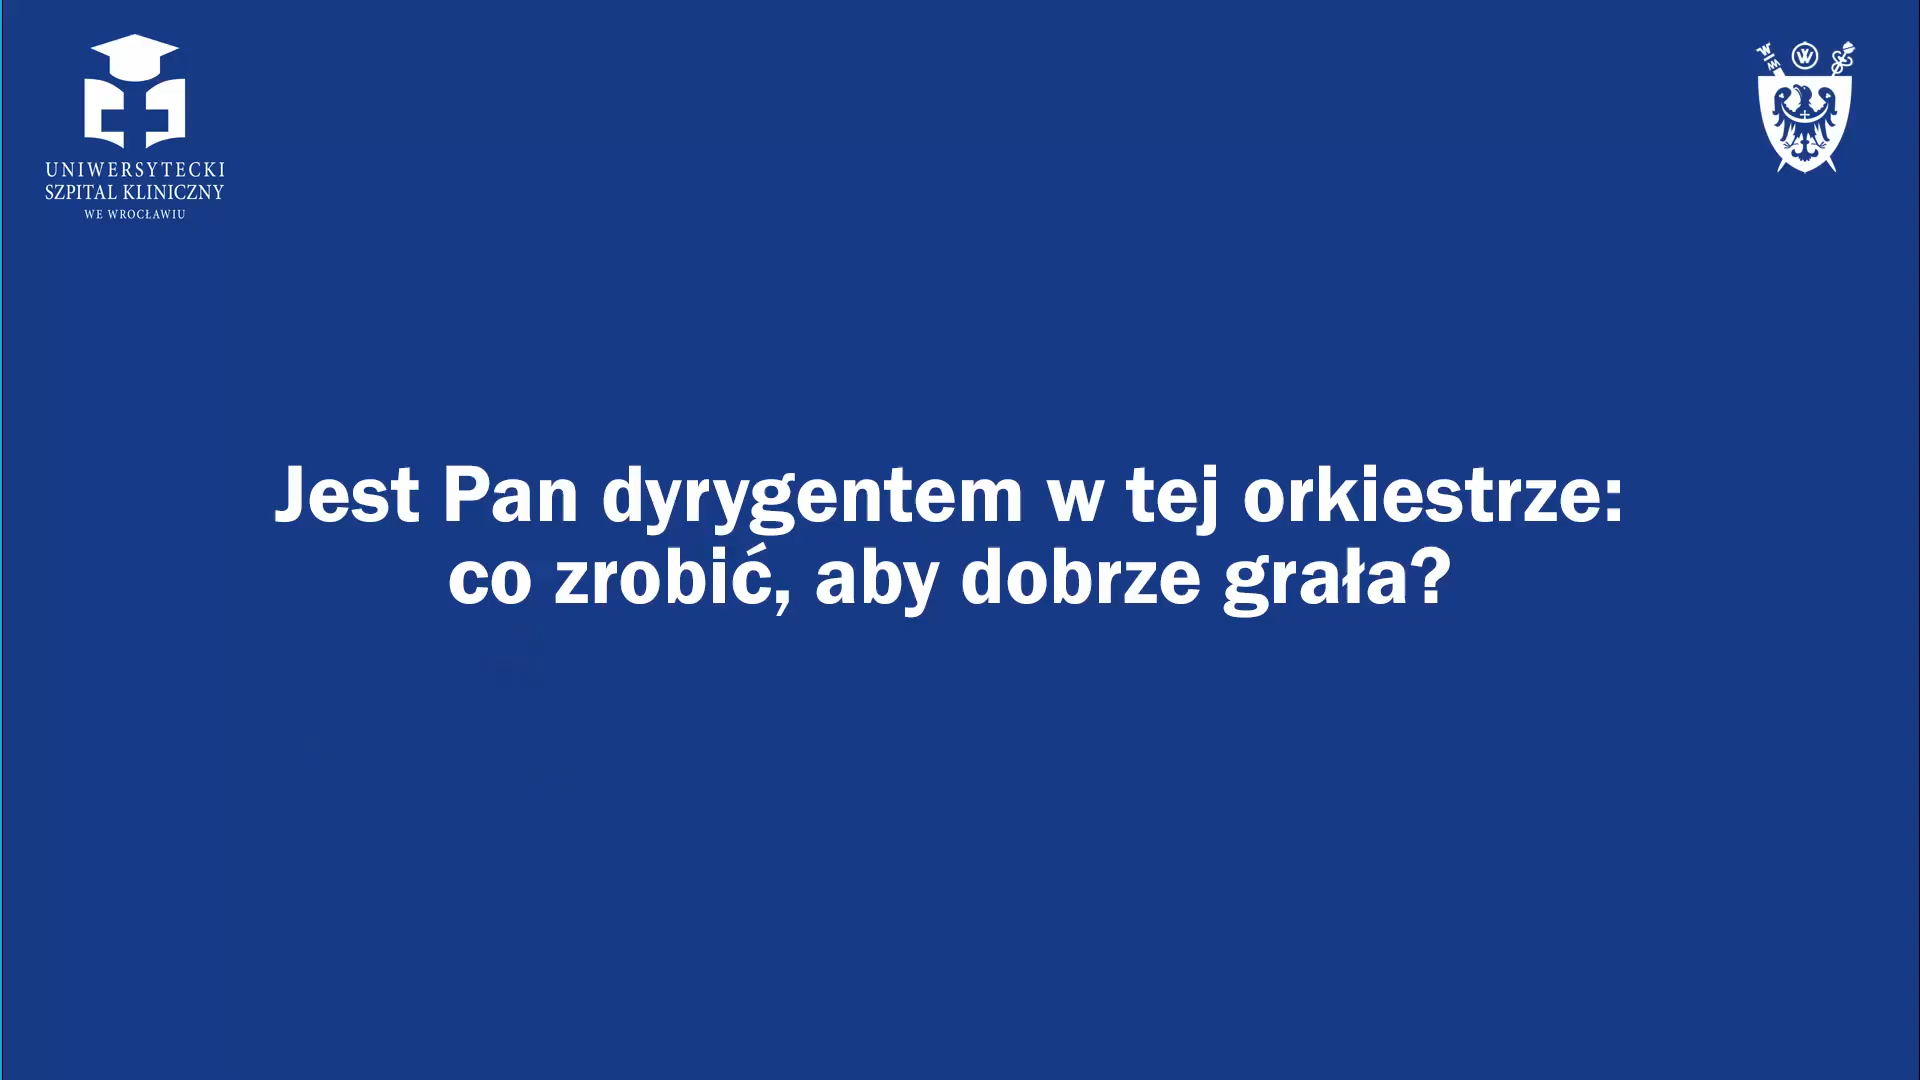 UNIWERSYTECKI
SZPITAL KLINICZNY
WE WROCŁAWIU
Jest Pan dyrygentem w tej orkiestrze:
co zrobić, aby dobrze grała?